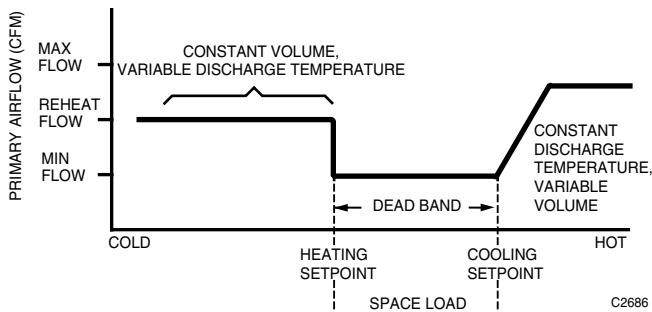 PRIMARY AIRFLOW (CFM)
MAX
FLOW
REHEAT
FLOW
MIN
FLOW
CONSTANT VOLUME,
VARIABLE DISCHARGE TEMPERATURE
CONSTANT
DISCHARGE
TEMPERATURE,
VARIABLE
VOLUME
DEAD BAND
COLD
HOT
HEATING
SETPOINT
COOLING
SETPOINT
SPACE LOAD
C2686